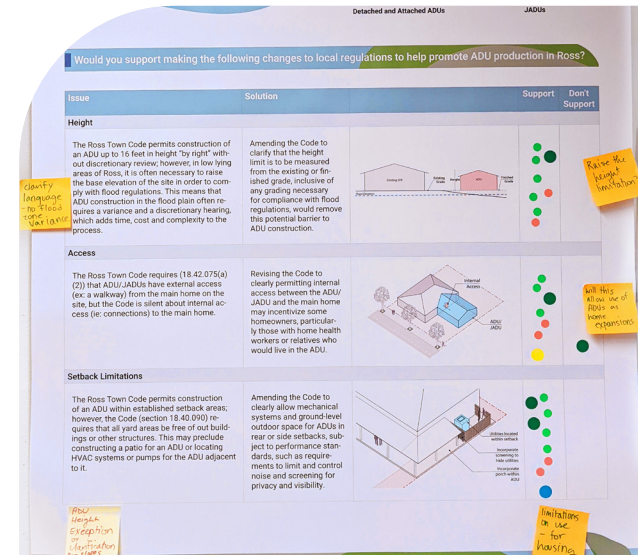 Detached and Attached ADUs
JADUs
Would you support making the following changes to local regulations to help promote ADU production in Ross?
Issue
Solution
Support
Don't
Support
Height
The Ross Town Code permits construction
of an ADU up to 16 feet in height "by right" with-
out discretionary review; however, in low lying
areas of Ross, it is often necessary to raise
the base elevation of the site in order to com-
ply with flood regulations. This means that
ADU construction in the flood plain often re-
quires a variance and a discretionary hearing,
which adds time, cost and complexity to the
process.
Amending the Code to
clarify that the height
limit is to be measured
from the existing or fin-
ished grade, inclusive of
any grading necessary
for compliance with flood
regulations, would remove
this potential barrier to
ADU construction.
Existing
Grade
Height
Finished
Grade
clarify
language
- no flood
zone
variance
Raise the
height
limitation?
Access
The Ross Town Code requires (18.42.075(a)
(2)) that ADU/JADUs have external access
(ex: a walkway) from the main home on the
site, but the Code is silent about internal ac-
cess (ie: connections) to the main home.
Revising the Code to
clearly permitting internal
access between the ADU/
JADU and the main home
may incentivize some
homeowners, particular-
ly those with home health
workers or relatives who
would live in the ADU.
Internal
Access
ADU/
JADU
will this
allow use of
ADUs as
home
expansions
Setback Limitations
The Ross Town Code permits construction
of an ADU within established setback areas;
however, the Code (section 18.40.090) re-
quires that all yard areas be free of out build-
ings or other structures. This may preclude
constructing a patio for an ADU or locating
HVAC systems or pumps for the ADU adjacent
to it.
Amending the Code to
clearly allow mechanical
systems and ground-level
outdoor space for ADUs in
rear or side setbacks, sub-
ject to performance stan-
dards, such as require-
ments to limit and control
noise and screening for
privacy and visibility.
Utilities located
within setback
Incorporate
screening to
hide utilities
Incorporate
porch within
ADU
ADU
Height
Exception
or
clarification
limitations
on use
- for
housing